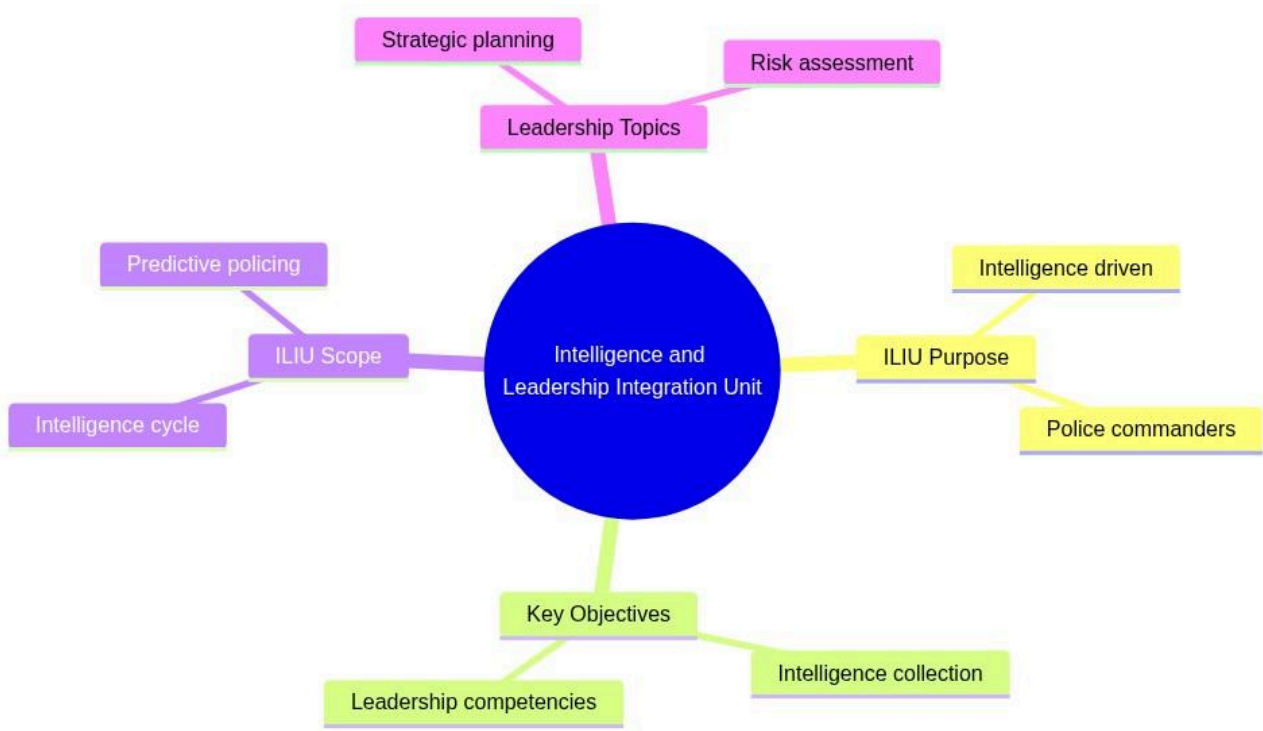 Strategic planning
Risk assessment
Leadership Topics
Predictive policing
Intelligence driven
ILIU Scope
Intelligence and
Leadership Integration Unit
ILIU Purpose
Intelligence cycle
Police commanders
Key Objectives
Intelligence collection
Leadership competencies